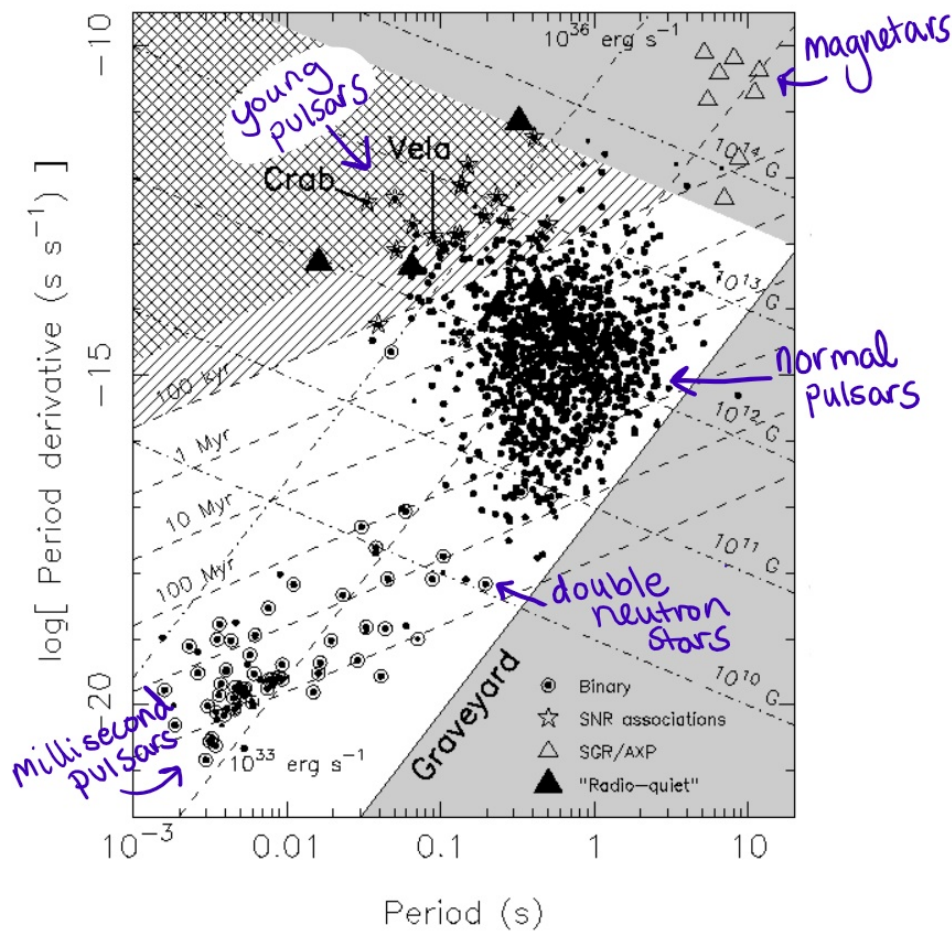 10^36 erg s^-1
magnetars
young
pulsars
Vela
Crab
10^14 G
10^13 G
normal
pulsars
10^12 G
100 kyr
1 Myr
10 Myr
100 Myr
10^11 G
double
neutron
stars
10^10 G
millisecond
pulsars
10^33 erg s^-1
Graveyard
Binary
SNR associations
SGR/AXP
"Radio-quiet"
log[ Period derivative (s s^-1) ]
-10
-15
-20
10^-3
0.01
0.1
1
10
Period (s)